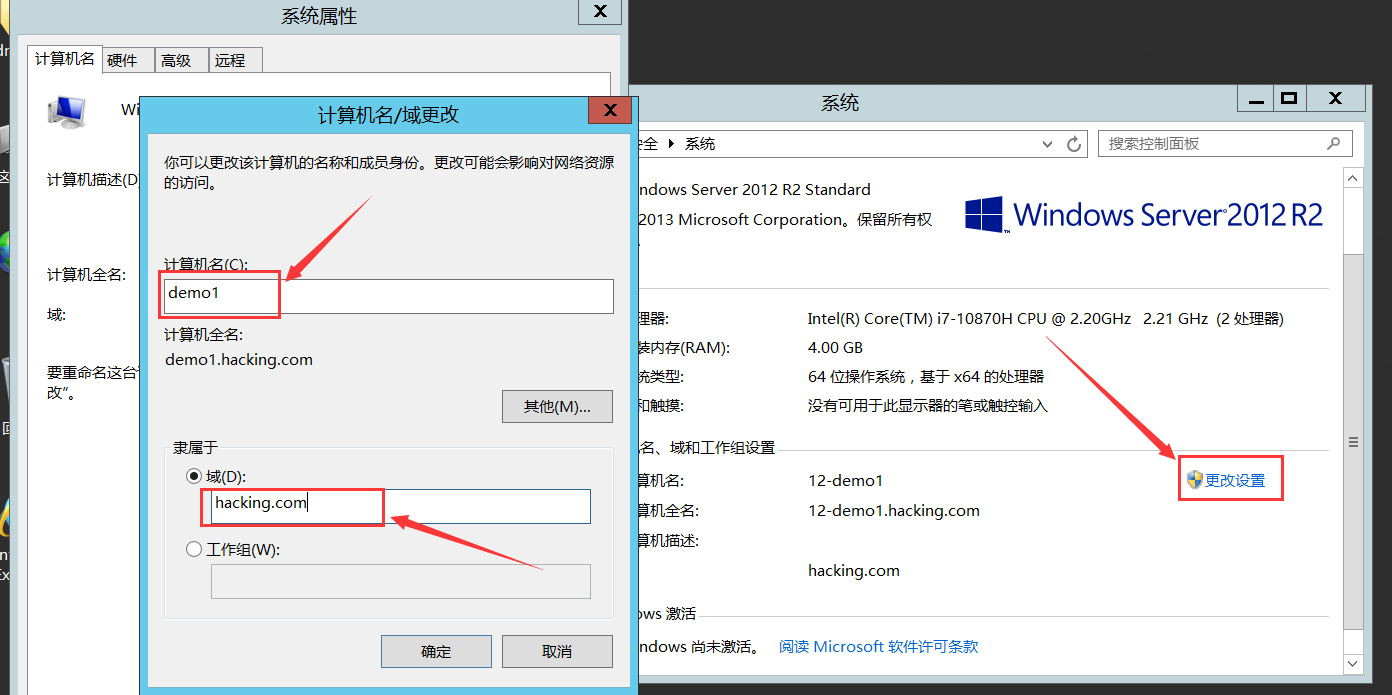 系统属性
X
计算机名
硬件
高级
远程
计算机描述(D
计算机全名:
域:
要重命名这台
改”。
计算机名/域更改
X
你可以更改该计算机的名称和成员身份。更改可能会影响对网络资源
的访问。
计算机名(C):
demo1
计算机全名:
demo1.hacking.com
其他(M)...
隶属于
域(D):
hacking.com
工作组(W):
确定
取消
系统
X
全
系统
搜索控制面板
ndows Server 2012 R2 Standard
2013 Microsoft Corporation。保留所有权
Windows Server 2012 R2
理器:
Intel(R) Core(TM) i7-10870H CPU @ 2.20GHz 2.21 GHz (2 处理器)
装内存(RAM):
4.00 GB
统类型:
64 位操作系统，基于 x64 的处理器
和触摸:
没有可用于此显示器的笔或触控输入
名、域和工作组设置
算机名:
12-demo1
更改设置
算机全名:
12-demo1.hacking.com
算机描述:
hacking.com
ows 激活
ndows 尚未激活。
阅读 Microsoft 软件许可条款